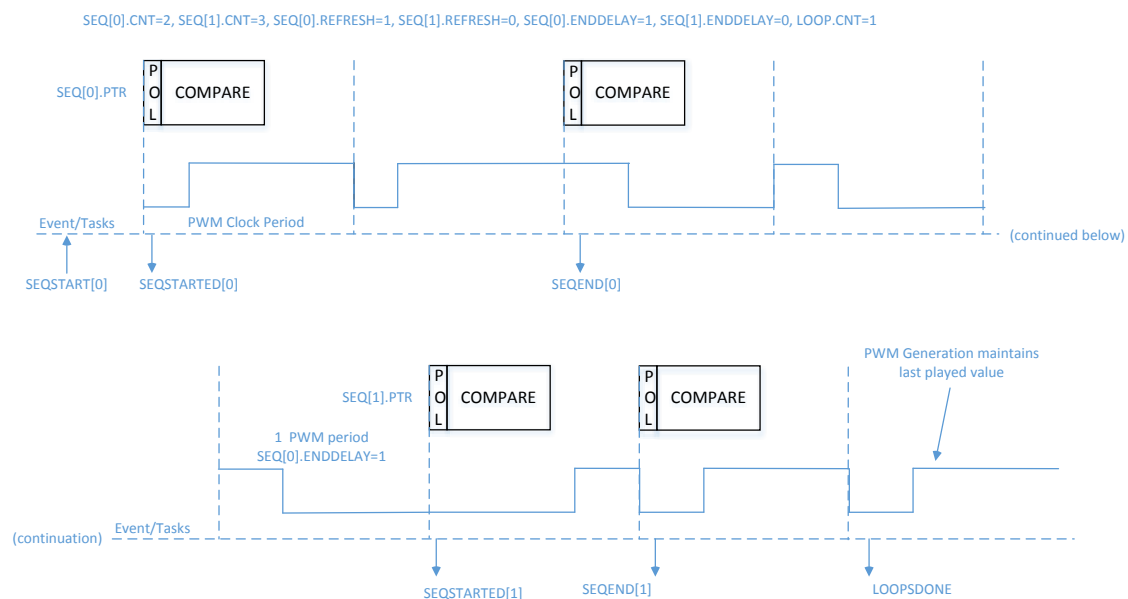 SEQ[0].CNT=2, SEQ[1].CNT=3, SEQ[0].REFRESH=1, SEQ[1].REFRESH=0, SEQ[0].ENDDELAY=1, SEQ[1].ENDDELAY=0, LOOP.CNT=1
SEQ[0].PTR
P
O
L
COMPARE
P
O
L
COMPARE
Event/Tasks
PWM Clock Period
(continued below)
SEQSTART[0]
SEQSTARTED[0]
SEQEND[0]
PWM Generation maintains
last played value
SEQ[1].PTR
P
O
L
COMPARE
P
O
L
COMPARE
1 PWM period
SEQ[0].ENDDELAY=1
(continuation)
Event/Tasks
SEQSTARTED[1]
SEQEND[1]
LOOPSDONE